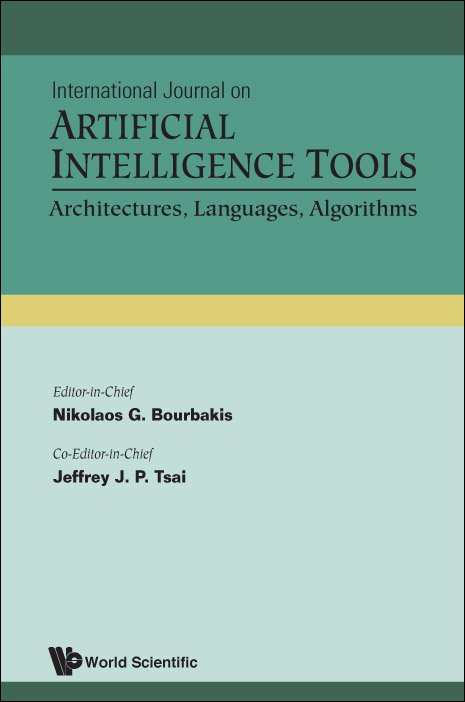 International Journal on
ARTIFICIAL
INTELLIGENCE TOOLS
Architectures, Languages, Algorithms
Editor-in-Chief
Nikolaos G. Bourbakis
Co-Editor-in-Chief
Jeffrey J. P. Tsai
World Scientific